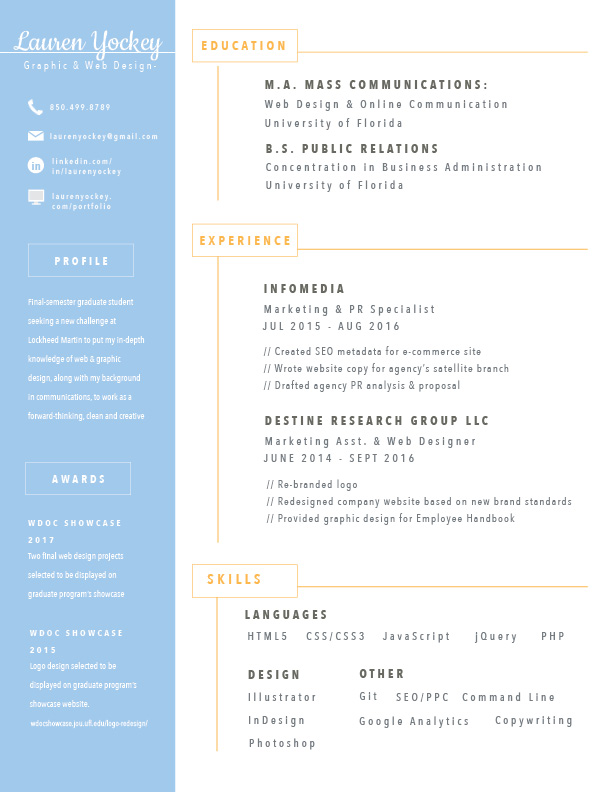 Lauren Yockey
Graphic & Web Design-
850.499.8709
laurenyockey@gmail.com
linkedin.com/
in/laurenyockey
laurenyockey.
com/portfolio
PROFILE
Final-semester graduate student
seeking a new challenge at
Lockheed Martin to put my in-depth
knowledge of web & graphic
design, along with my background
in communications, to work as a
forward-thinking, clean and creative
AWARDS
WDOC SHOWCASE
2017
Two final web design projects
selected to be displayed on
graduate program's showcase
WDOC SHOWCASE
2015
Logo design selected to be
displayed on graduate program's
showcase website.
wdocshowcase.jou.ufl.edu/logo-redesign/
EDUCATION
M.A. MASS COMMUNICATIONS:
Web Design & Online Communication
University of Florida
B.S. PUBLIC RELATIONS
Concentration in Business Administration
University of Florida
EXPERIENCE
INFOMEDIA
Marketing & PR Specialist
JUL 2015 - AUG 2016
// Created SEO metadata for e-commerce site
// Wrote website copy for agency's satellite branch
// Drafted agency PR analysis & proposal
DESTINE RESEARCH GROUP LLC
Marketing Asst. & Web Designer
JUNE 2014 - SEPT 2016
// Re-branded logo
// Redesigned company website based on new brand standards
// Provided graphic design for Employee Handbook
SKILLS
LANGUAGES
HTML5 CSS/CSS3 JavaScript jQuery PHP
DESIGN
Illustrator
InDesign
Photoshop
OTHER
Git SEO/PPC Command Line
Google Analytics Copywriting